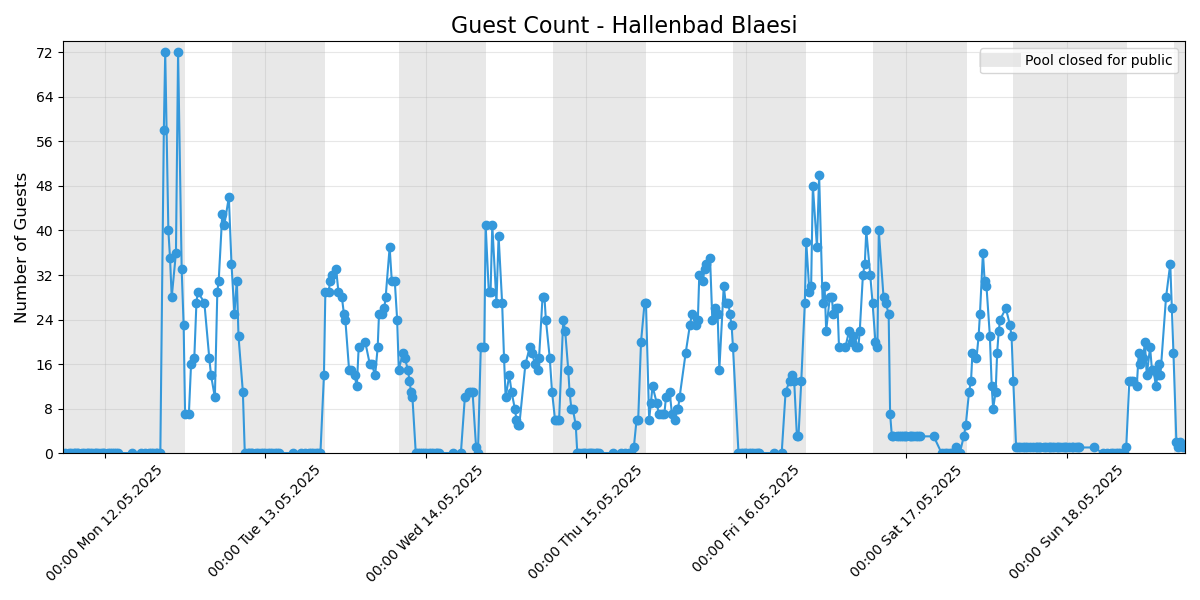 Guest Count - Hallenbad Blaesi
Pool closed for public
Number of Guests
72
64
56
48
40
32
24
16
8
0
00:00 Mon 12.05.2025
00:00 Tue 13.05.2025
00:00 Wed 14.05.2025
00:00 Thu 15.05.2025
00:00 Fri 16.05.2025
00:00 Sat 17.05.2025
00:00 Sun 18.05.2025